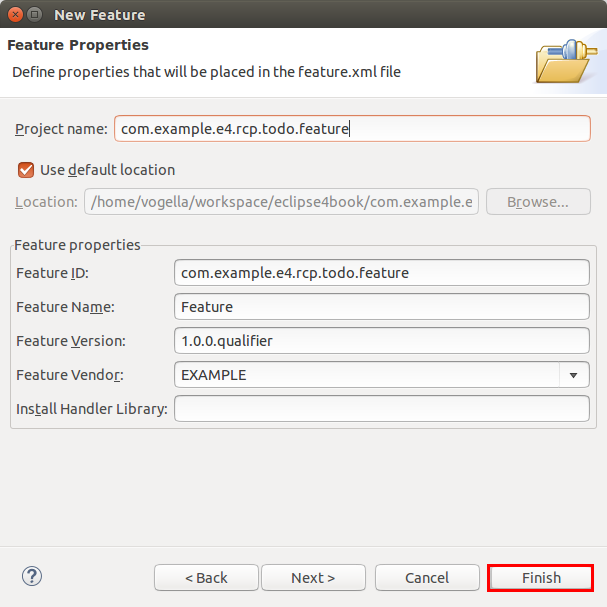 New Feature
Feature Properties
Define properties that will be placed in the feature.xml file
Project name: com.example.e4.rcp.todo.feature
Use default location
Location: /home/vogella/workspace/eclipse4book/com.example.e Browse...
Feature properties
Feature ID: com.example.e4.rcp.todo.feature
Feature Name: Feature
Feature Version: 1.0.0.qualifier
Feature Vendor: EXAMPLE
Install Handler Library:
? < Back Next > Cancel Finish